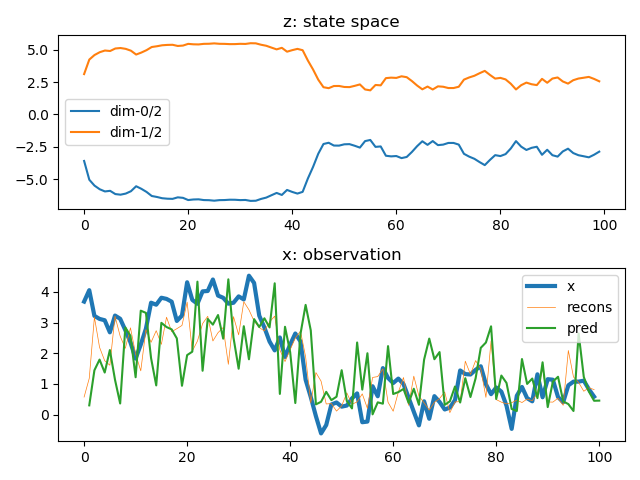 z: state space
5.0
2.5
0.0
−2.5
−5.0
dim-0/2
dim-1/2
0 20 40 60 80 100
x: observation
4
3
2
1
0
x
recons
pred
0 20 40 60 80 100